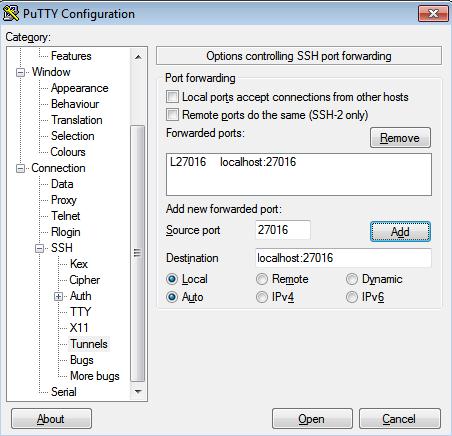 PuTTY Configuration
Category:
Features
Window
Appearance
Behaviour
Translation
Selection
Colours
Connection
Data
Proxy
Telnet
Rlogin
SSH
Kex
Cipher
Auth
TTY
X11
Tunnels
Bugs
More bugs
Serial
Options controlling SSH port forwarding
Port forwarding
Local ports accept connections from other hosts
Remote ports do the same (SSH-2 only)
Forwarded ports:
Remove
L27016 localhost:27016
Add new forwarded port:
Source port 27016 Add
Destination localhost:27016
Local Remote Dynamic
Auto IPv4 IPv6
About Open Cancel